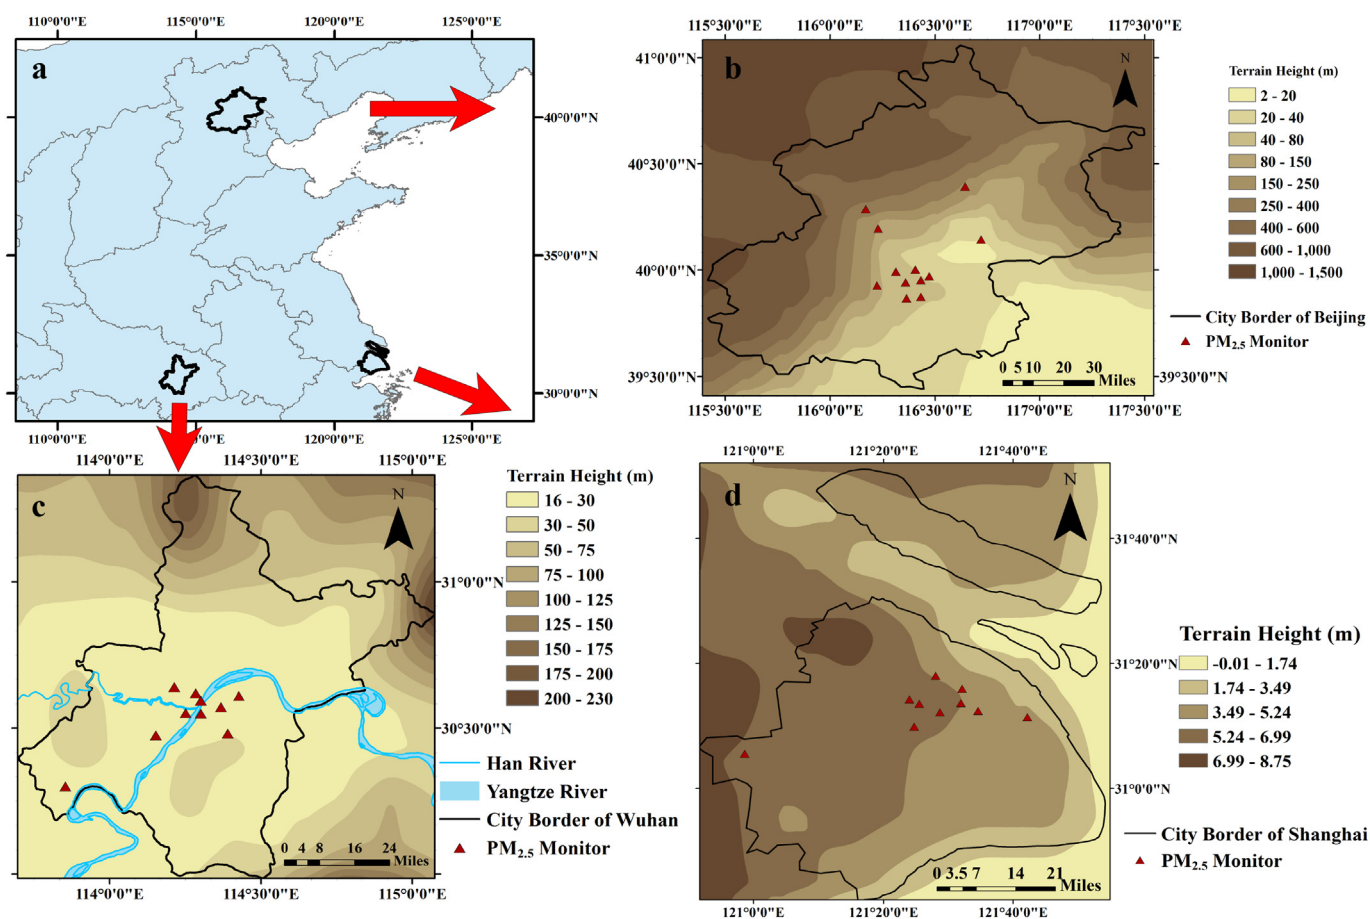 110°0'0"E 115°0'0"E 120°0'0"E 125°0'0"E
a
40°0'0"N
35°0'0"N
30°0'0"N
110°0'0"E 115°0'0"E 120°0'0"E 125°0'0"E
115°30'0"E 116°0'0"E 116°30'0"E 117°0'0"E 117°30'0"E
41°0'0"N
40°30'0"N
40°0'0"N
39°30'0"N
b
N
Terrain Height (m)
2 - 20
20 - 40
40 - 80
80 - 150
150 - 250
250 - 400
400 - 600
600 - 1,000
1,000 - 1,500
City Border of Beijing
PM2.5 Monitor
0 5 10 20 30
Miles
39°30'0"N
115°30'0"E 116°0'0"E 116°30'0"E 117°0'0"E 117°30'0"E
114°0'0"E 114°30'0"E 115°0'0"E
c
N
31°0'0"N
30°30'0"N
Terrain Height (m)
16 - 30
30 - 50
50 - 75
75 - 100
100 - 125
125 - 150
150 - 175
175 - 200
200 - 230
Han River
Yangtze River
City Border of Wuhan
PM2.5 Monitor
0 4 8 16 24
Miles
114°0'0"E 114°30'0"E 115°0'0"E
121°0'0"E 121°20'0"E 121°40'0"E
d
N
31°40'0"N
31°20'0"N
31°0'0"N
Terrain Height (m)
-0.01 - 1.74
1.74 - 3.49
3.49 - 5.24
5.24 - 6.99
6.99 - 8.75
City Border of Shanghai
PM2.5 Monitor
0 3.5 7 14 21
Miles
121°0'0"E 121°20'0"E 121°40'0"E